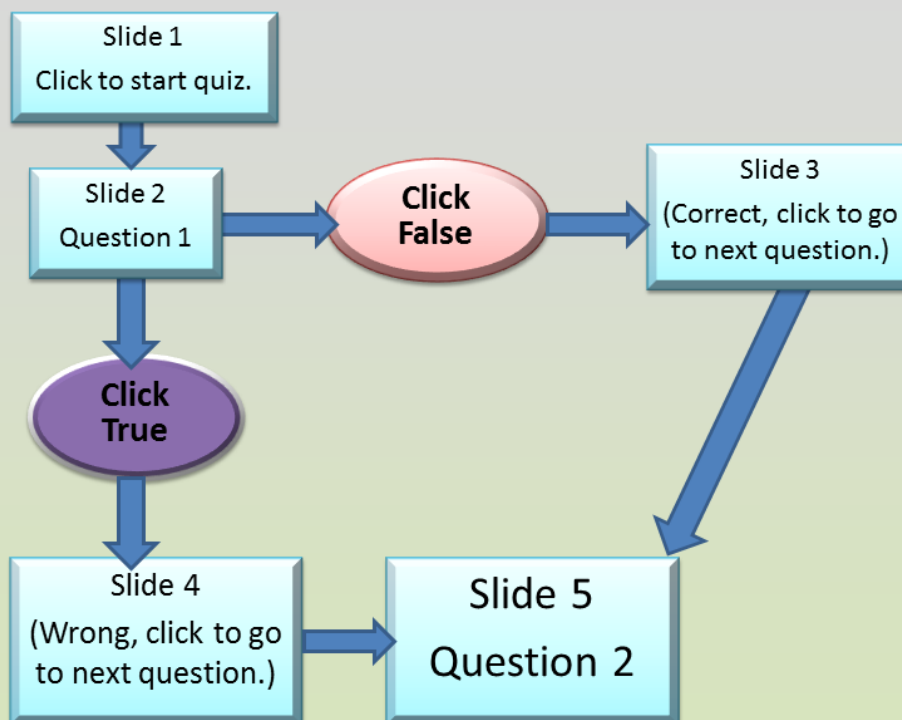 Slide 1
Click to start quiz.
Slide 2
Question 1
Click
False
Slide 3
(Correct, click to go
to next question.)
Click
True
Slide 4
(Wrong, click to go
to next question.)
Slide 5
Question 2